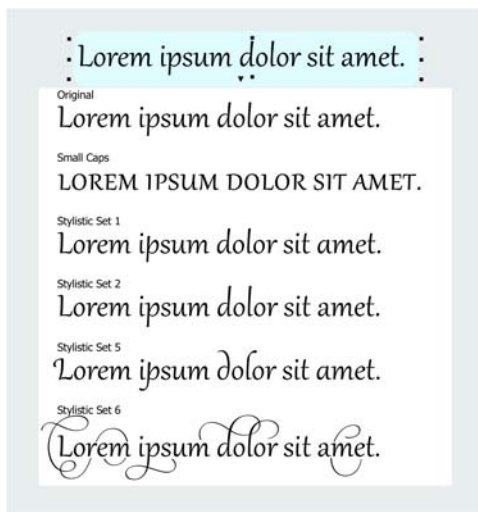 Lorem ipsum dolor sit amet.
Original
Lorem ipsum dolor sit amet.
Small Caps
LOREM IPSUM DOLOR SIT AMET.
Stylistic Set 1
Lorem ipsum dolor sit amet.
Stylistic Set 2
Lorem ipsum dolor sit amet.
Stylistic Set 5
Lorem ipsum dolor sit amet.
Stylistic Set 6
Lorem ipsum dolor sit amet.